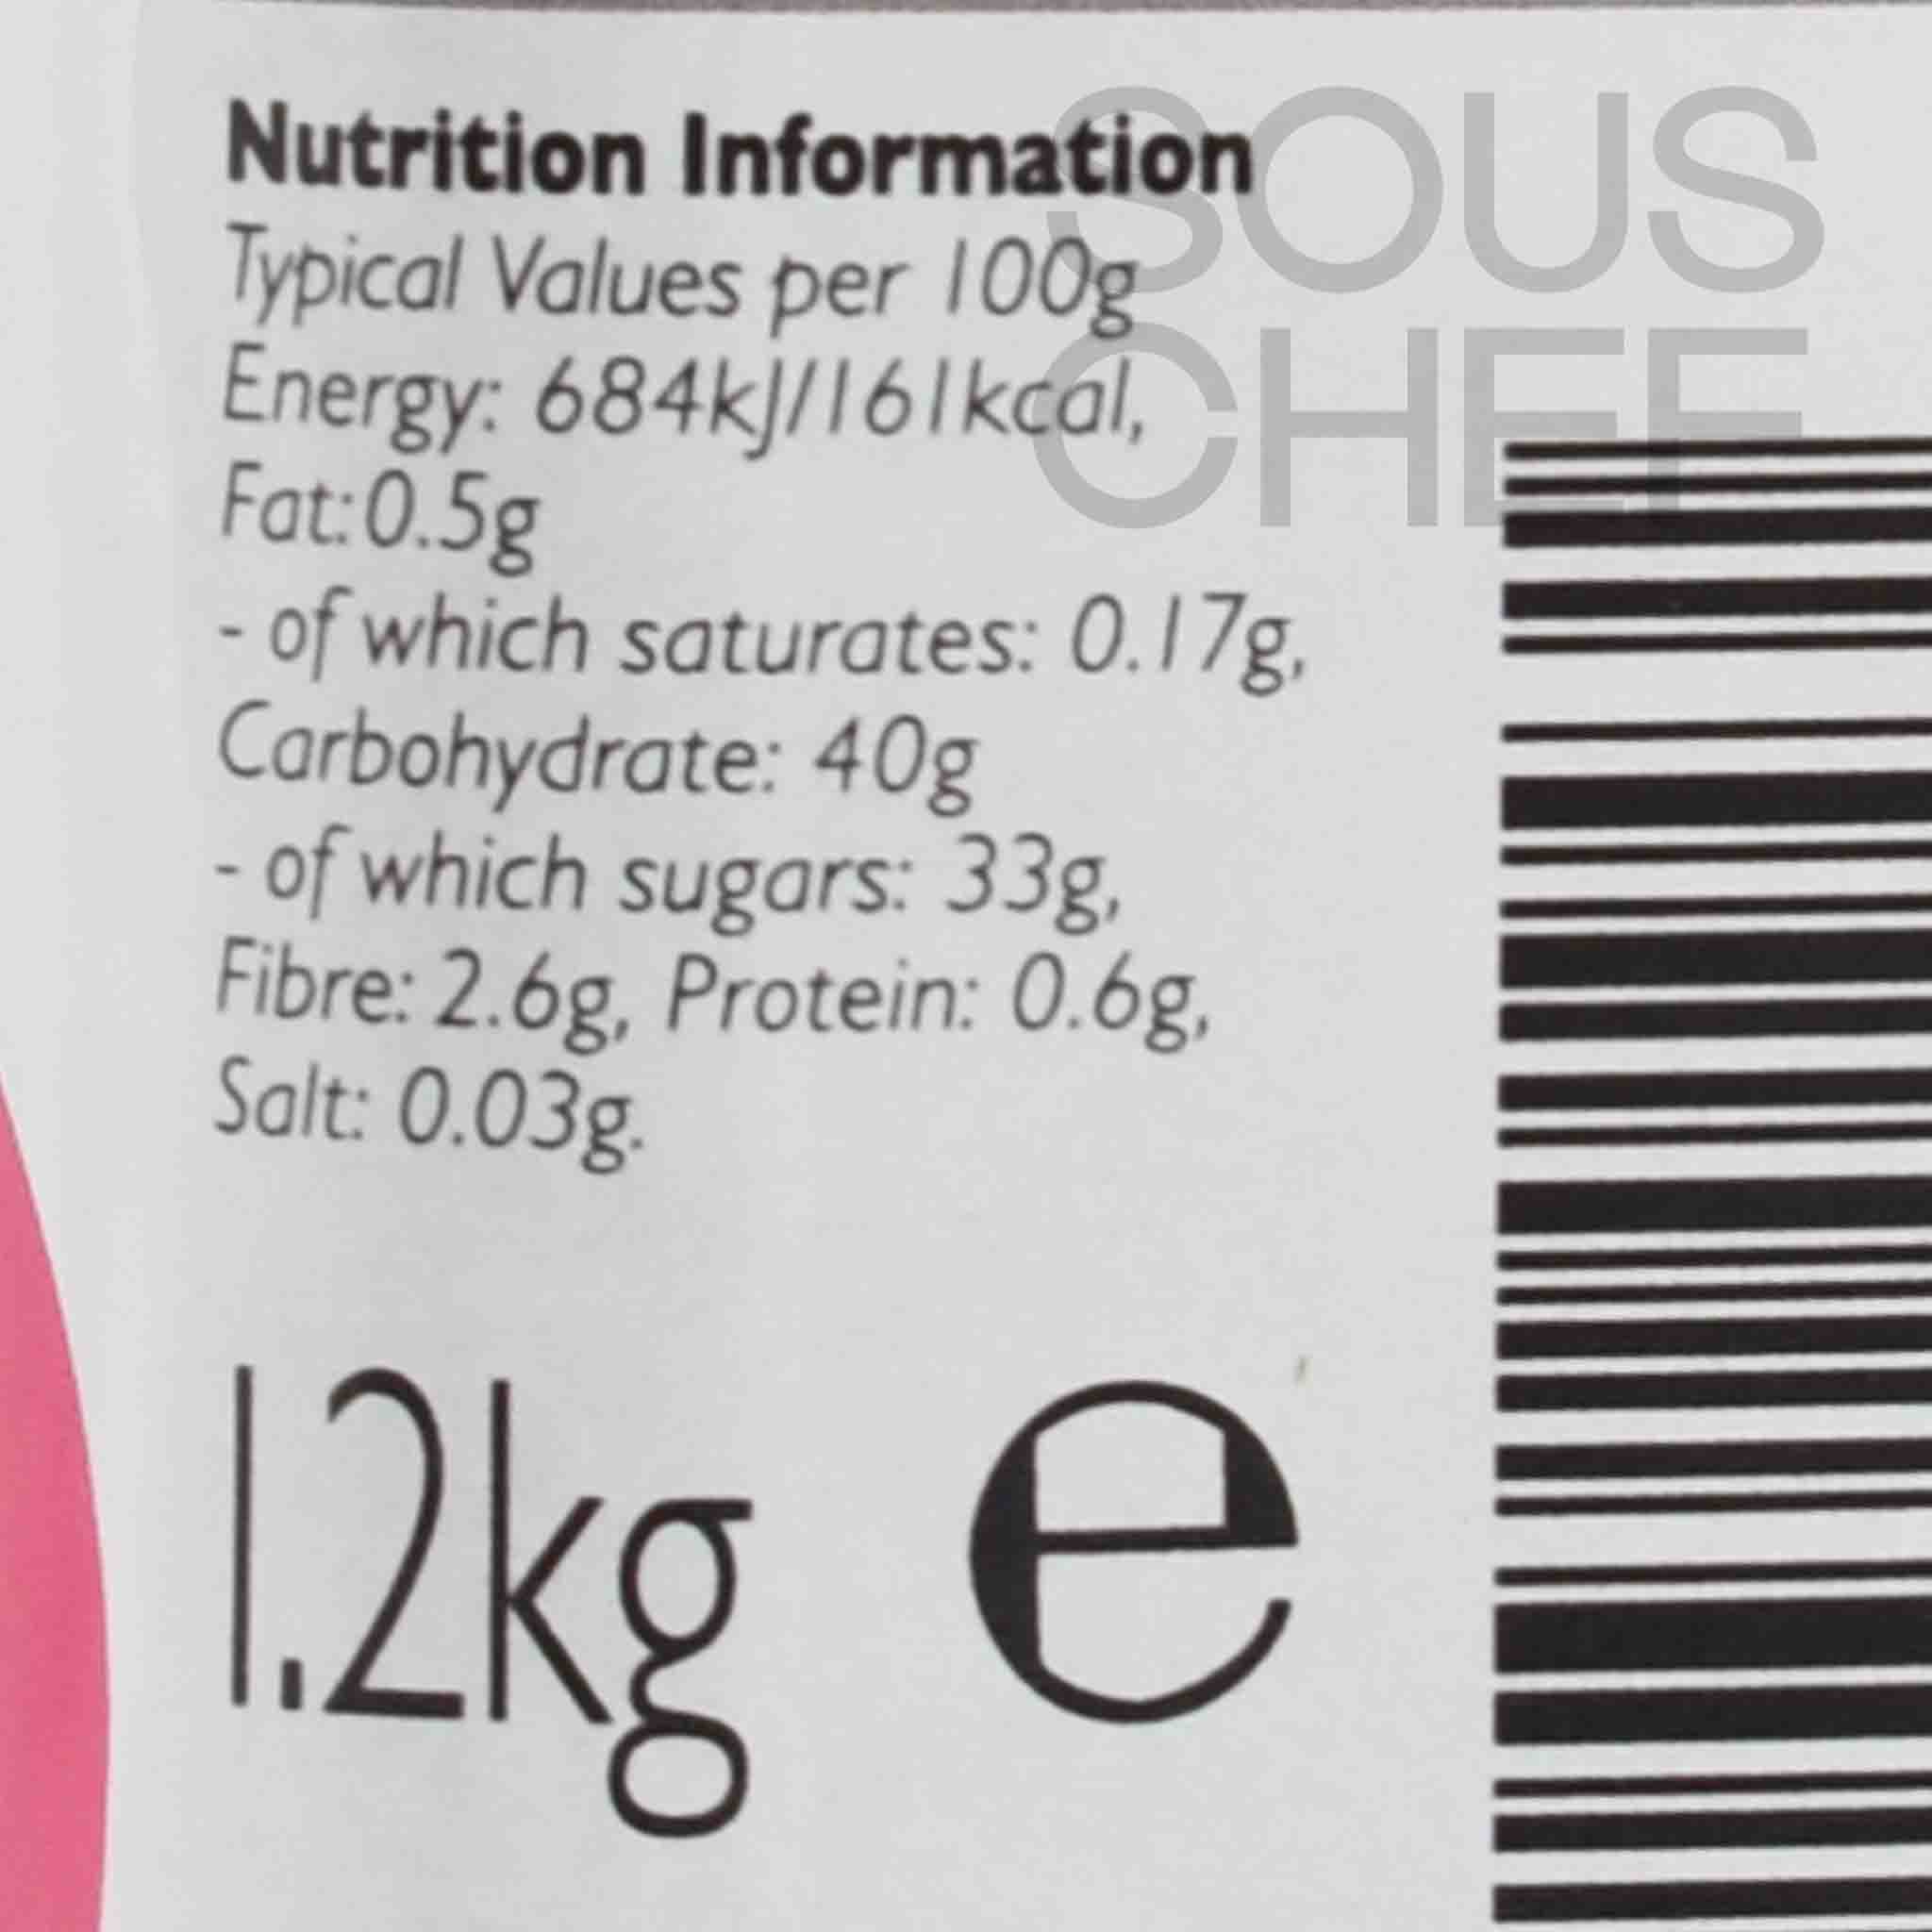 Nutrition Information
Typical Values per 100g
Energy: 684kJ/161kcal,
Fat:0.5g
- of which saturates: 0.17g,
Carbohydrate: 40g
- of which sugars: 33g,
Fibre: 2.6g, Protein: 0.6g,
Salt: 0.03g.
1.2kg e
SOUS
CHEF